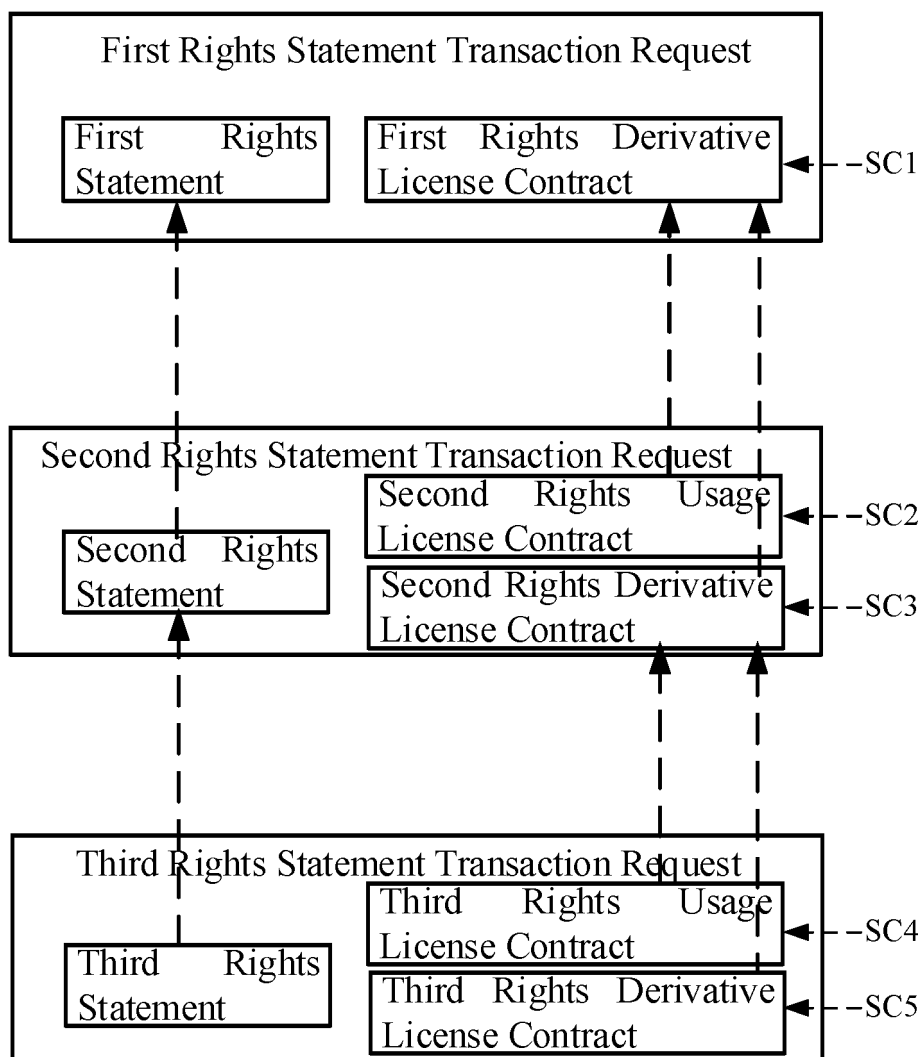 First Rights Statement Transaction Request
First Rights
Statement
First Rights Derivative
License Contract
SC1
Second Rights Statement Transaction Request
Second Rights Usage
License Contract
SC2
Second Rights
Statement
Second Rights Derivative
License Contract
SC3
Third Rights Statement Transaction Request
Third Rights Usage
License Contract
SC4
Third Rights
Statement
Third Rights Derivative
License Contract
SC5